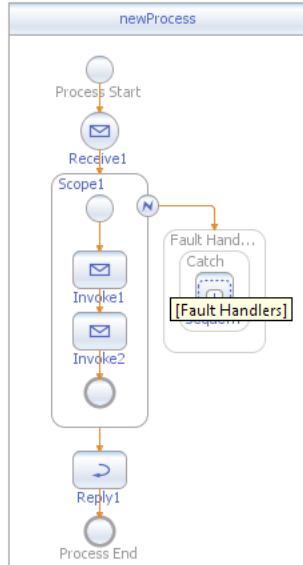 newProcess
Process Start
Receive1
Scope1
Fault Hand...
Catch
Invoke1
[Fault Handlers]
Invoke2
Reply1
Process End